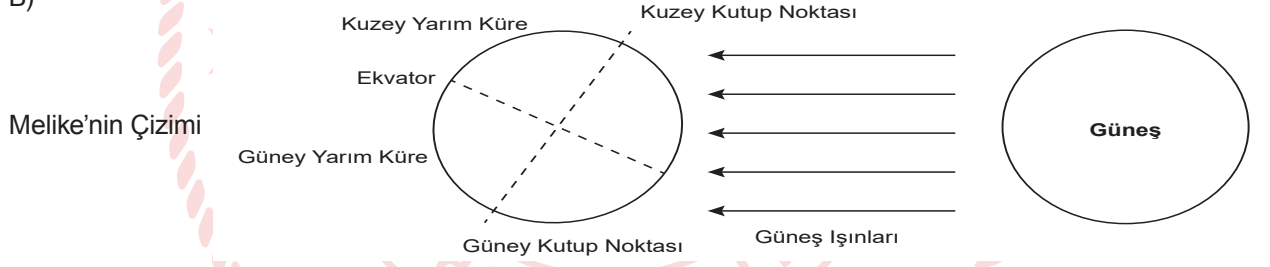 B)
Kuzey Kutup Noktası
Kuzey Yarım Küre
Ekvator
Melike'nin Çizimi
Güneş
Güney Yarım Küre
Güneş Işınları
Güney Kutup Noktası